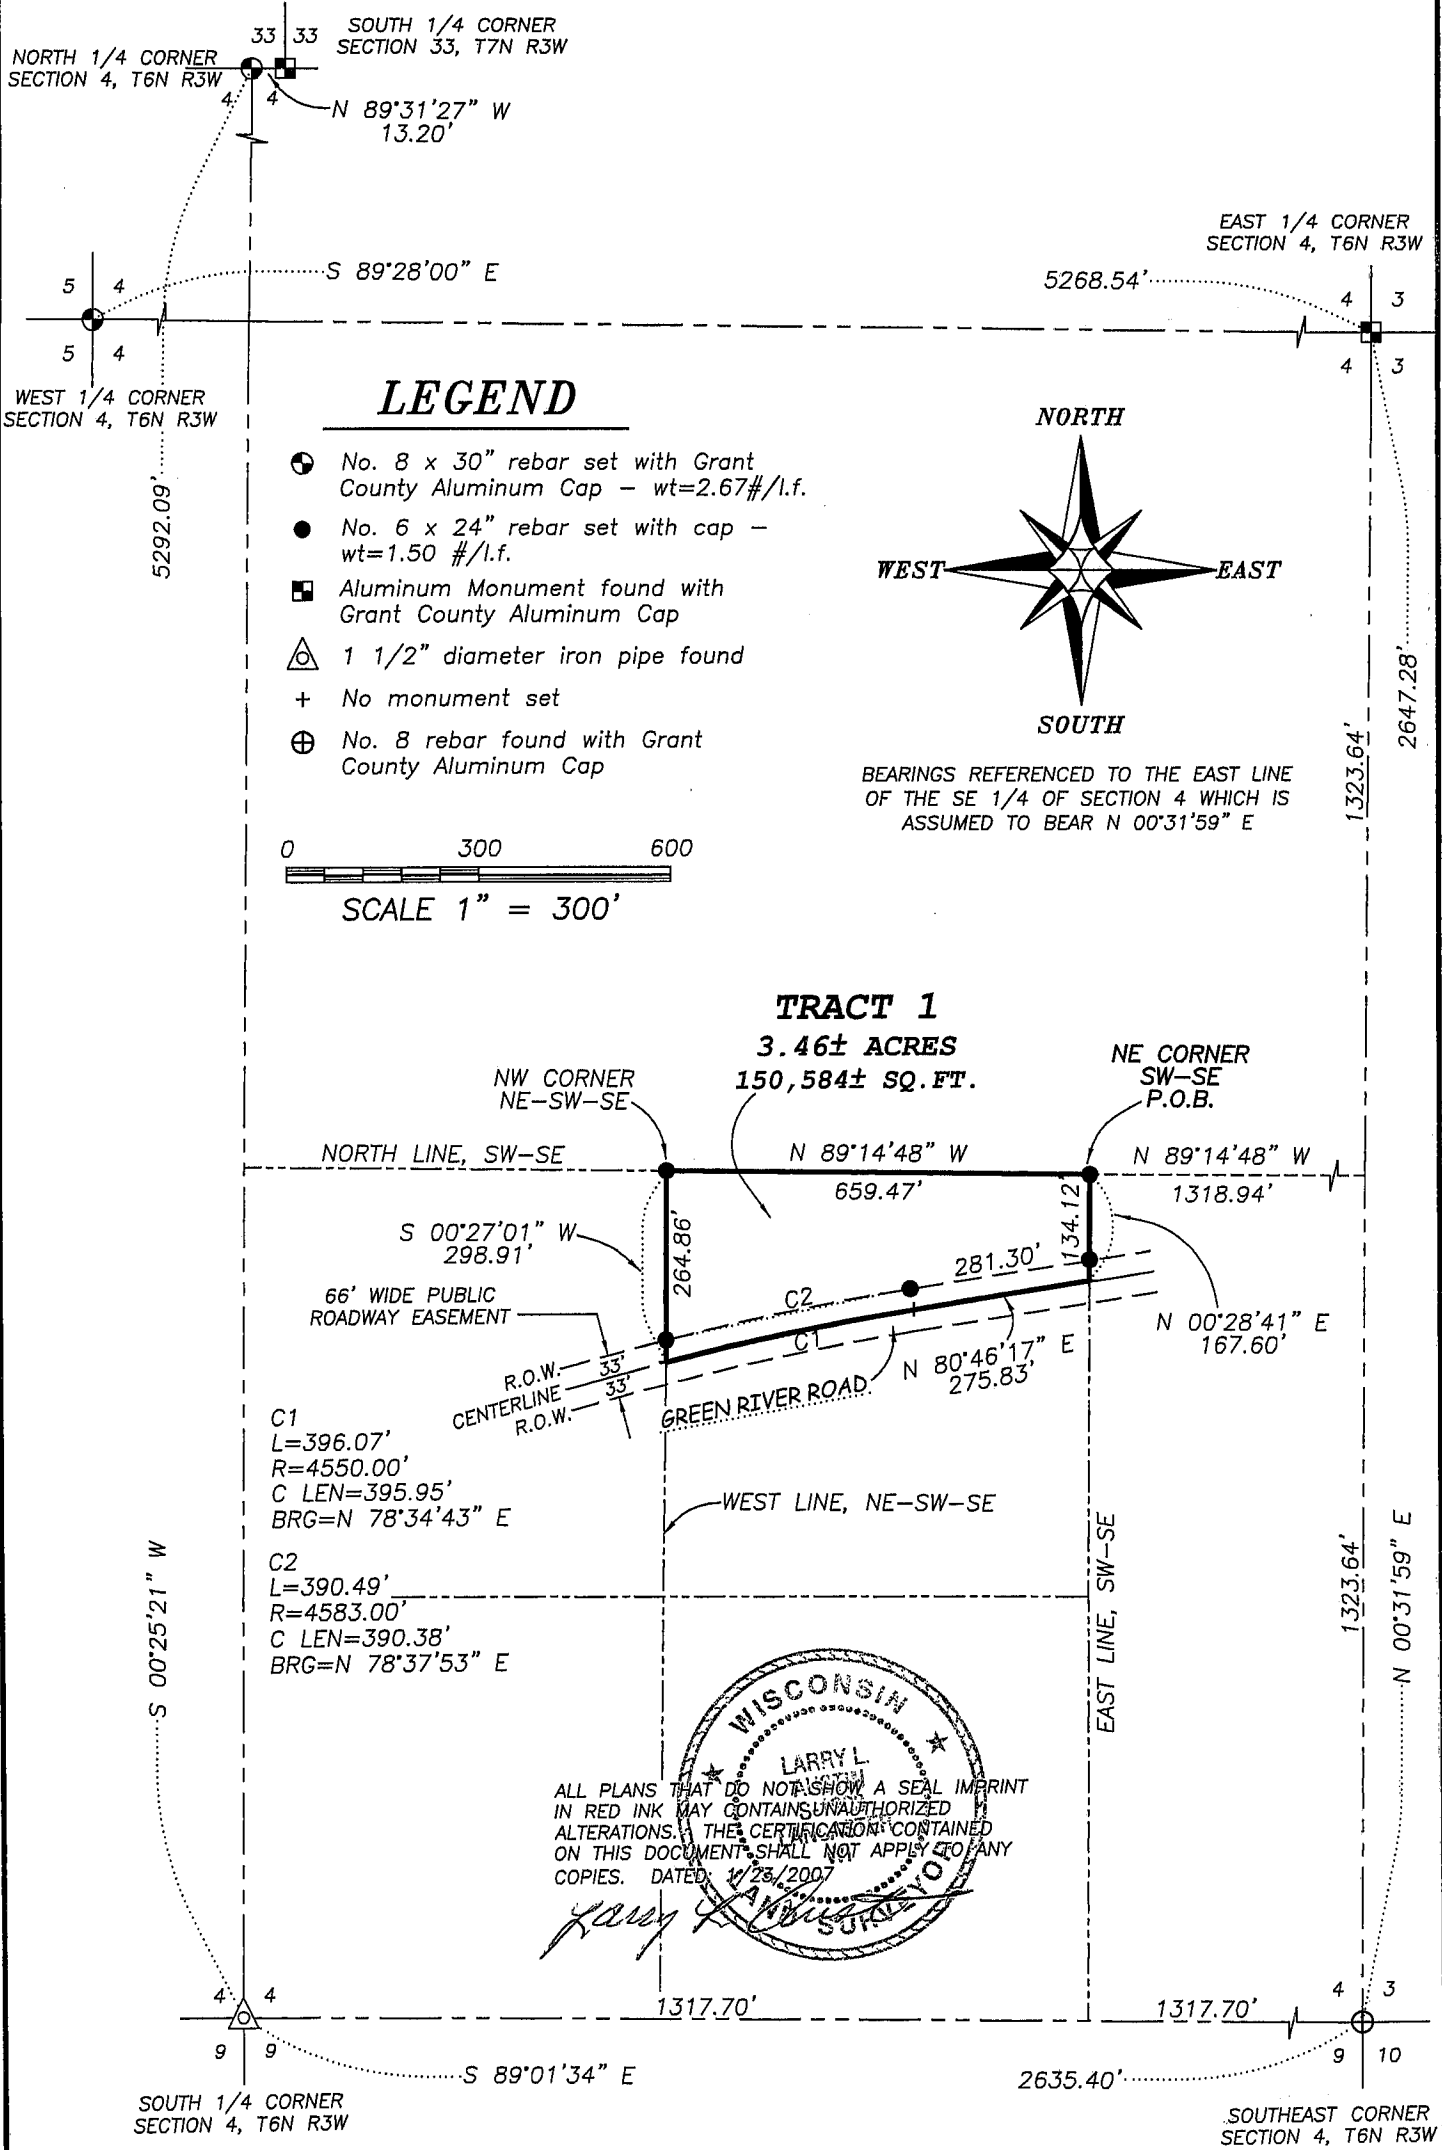 33 33
SOUTH 1/4 CORNER
SECTION 33, T7N R3W
NORTH 1/4 CORNER
SECTION 4, T6N R3W
4 4
N 89°31'27" W
13.20'
EAST 1/4 CORNER
SECTION 4, T6N R3W
S 89°28'00" E
5268.54'
5 4
4 3
5 4
4 3
WEST 1/4 CORNER
SECTION 4, T6N R3W
5292.09'
LEGEND
No. 8 x 30" rebar set with Grant
County Aluminum Cap – wt=2.67#/l.f.
No. 6 x 24" rebar set with cap –
wt=1.50 #/l.f.
Aluminum Monument found with
Grant County Aluminum Cap
1 1/2" diameter iron pipe found
+ No monument set
No. 8 rebar found with Grant
County Aluminum Cap
NORTH
WEST
EAST
SOUTH
2647.28'
1323.64'
BEARINGS REFERENCED TO THE EAST LINE
OF THE SE 1/4 OF SECTION 4 WHICH IS
ASSUMED TO BEAR N 00°31'59" E
0 300 600
SCALE 1" = 300'
TRACT 1
3.46± ACRES
150,584± SQ.FT.
NW CORNER
NE–SW–SE
NE CORNER
SW–SE
P.O.B.
NORTH LINE, SW–SE
N 89°14'48" W
659.47'
N 89°14'48" W
1318.94'
S 00°27'01" W
298.91'
264.86'
134.12'
281.30'
66' WIDE PUBLIC
ROADWAY EASEMENT
C2
C1
N 00°28'41" E
167.60'
N 80°46'17" E
275.83'
R.O.W.
33'
CENTERLINE
33'
R.O.W.
GREEN RIVER ROAD
C1
L=396.07'
R=4550.00'
C LEN=395.95'
BRG=N 78°34'43" E
WEST LINE, NE–SW–SE
C2
L=390.49'
R=4583.00'
C LEN=390.38'
BRG=N 78°37'53" E
S 00°25'21" W
EAST LINE, SW–SE
1323.64'
N 00°31'59" E
WISCONSIN
LARRY L.
AUSTIN
LAND SURVEYOR
ALL PLANS THAT DO NOT SHOW A SEAL IMPRINT
IN RED INK MAY CONTAIN UNAUTHORIZED
ALTERATIONS. THE CERTIFICATION CONTAINED
ON THIS DOCUMENT SHALL NOT APPLY TO ANY
COPIES. DATED: 1/23/2007
Larry L Austin
4 4
4 3
1317.70'
1317.70'
9 9
9 10
S 89°01'34" E
2635.40'
SOUTH 1/4 CORNER
SECTION 4, T6N R3W
SOUTHEAST CORNER
SECTION 4, T6N R3W